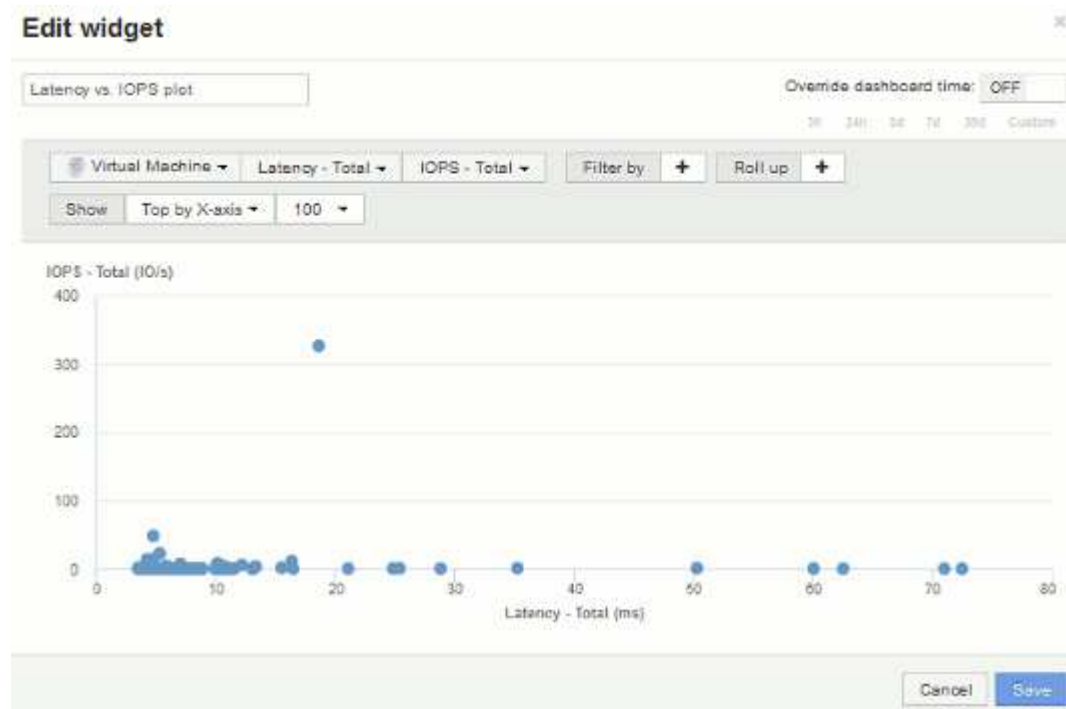 Edit widget
Latency vs. IOPS plot
Override dashboard time: OFF
3h 24h 3d 7d 30d Custom
Virtual Machine Latency - Total IOPS - Total Filter by + Roll up +
Show Top by X-axis 100
IOPS - Total (IO/s)
400
300
200
100
0
0 10 20 30 40 50 60 70 80
Latency - Total (ms)
Cancel Save